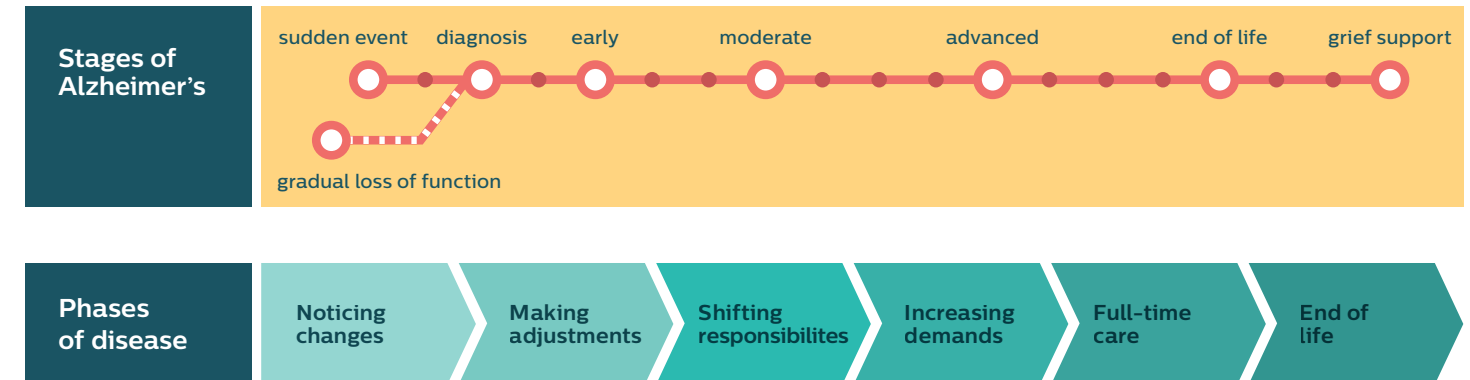 Stages of
Alzheimer's
sudden event
diagnosis
early
moderate
advanced
end of life
grief support
gradual loss of function
Phases
of disease
Noticing
changes
Making
adjustments
Shifting
responsibilites
Increasing
demands
Full-time
care
End of
life